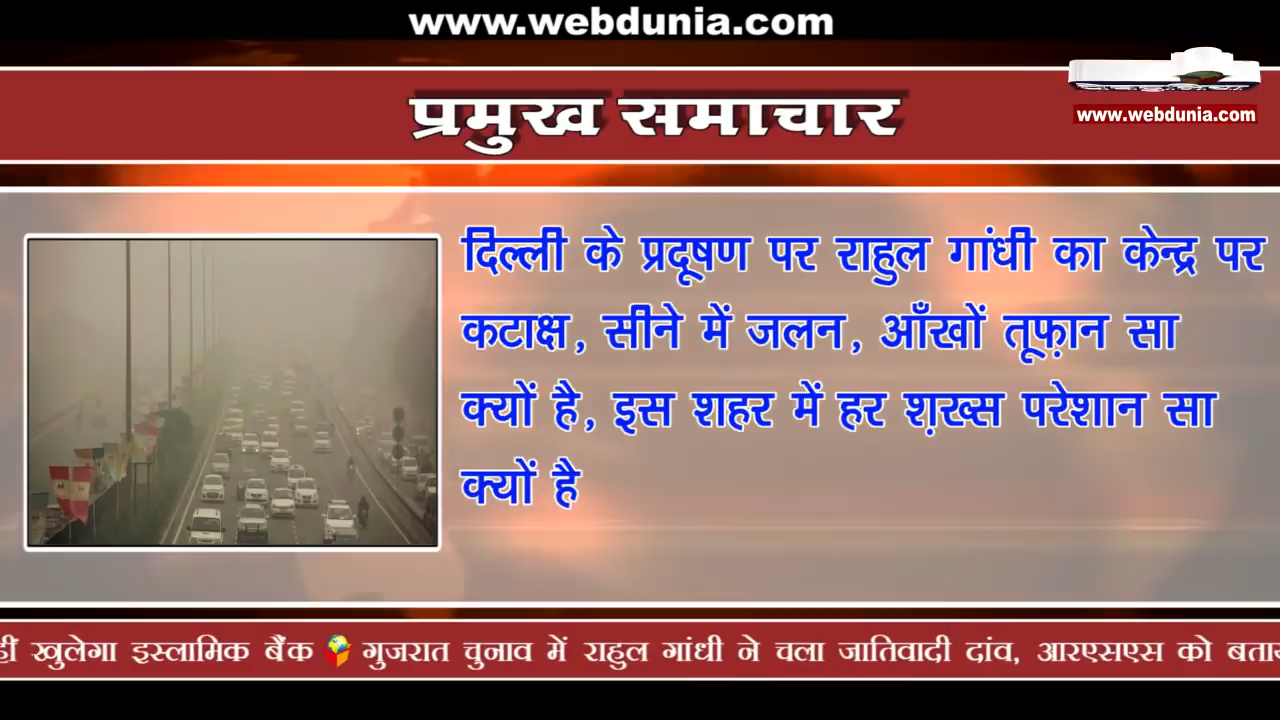 www.webdunia.com
प्रमुख समाचार
www.webdunia.com
दिल्ली के प्रदूषण पर राहुल गांधी का केन्द्र पर
कटाक्ष, सीने में जलन, आँखों तूफ़ान सा
क्यों है, इस शहर में हर श़ख्स परेशान सा
क्यों है
खुलेगा इस्लामिक बैंक गुजरात चुनाव में राहुल गांधी ने चला जातिवादी दांव, आरएसएस को